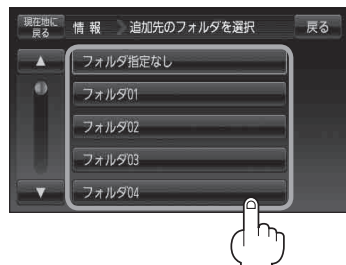 現在地に
戻る
情 報 追加先のフォルダを選択
戻る
▲
フォルダ指定なし
フォルダ01
フォルダ02
フォルダ03
フォルダ04
▼